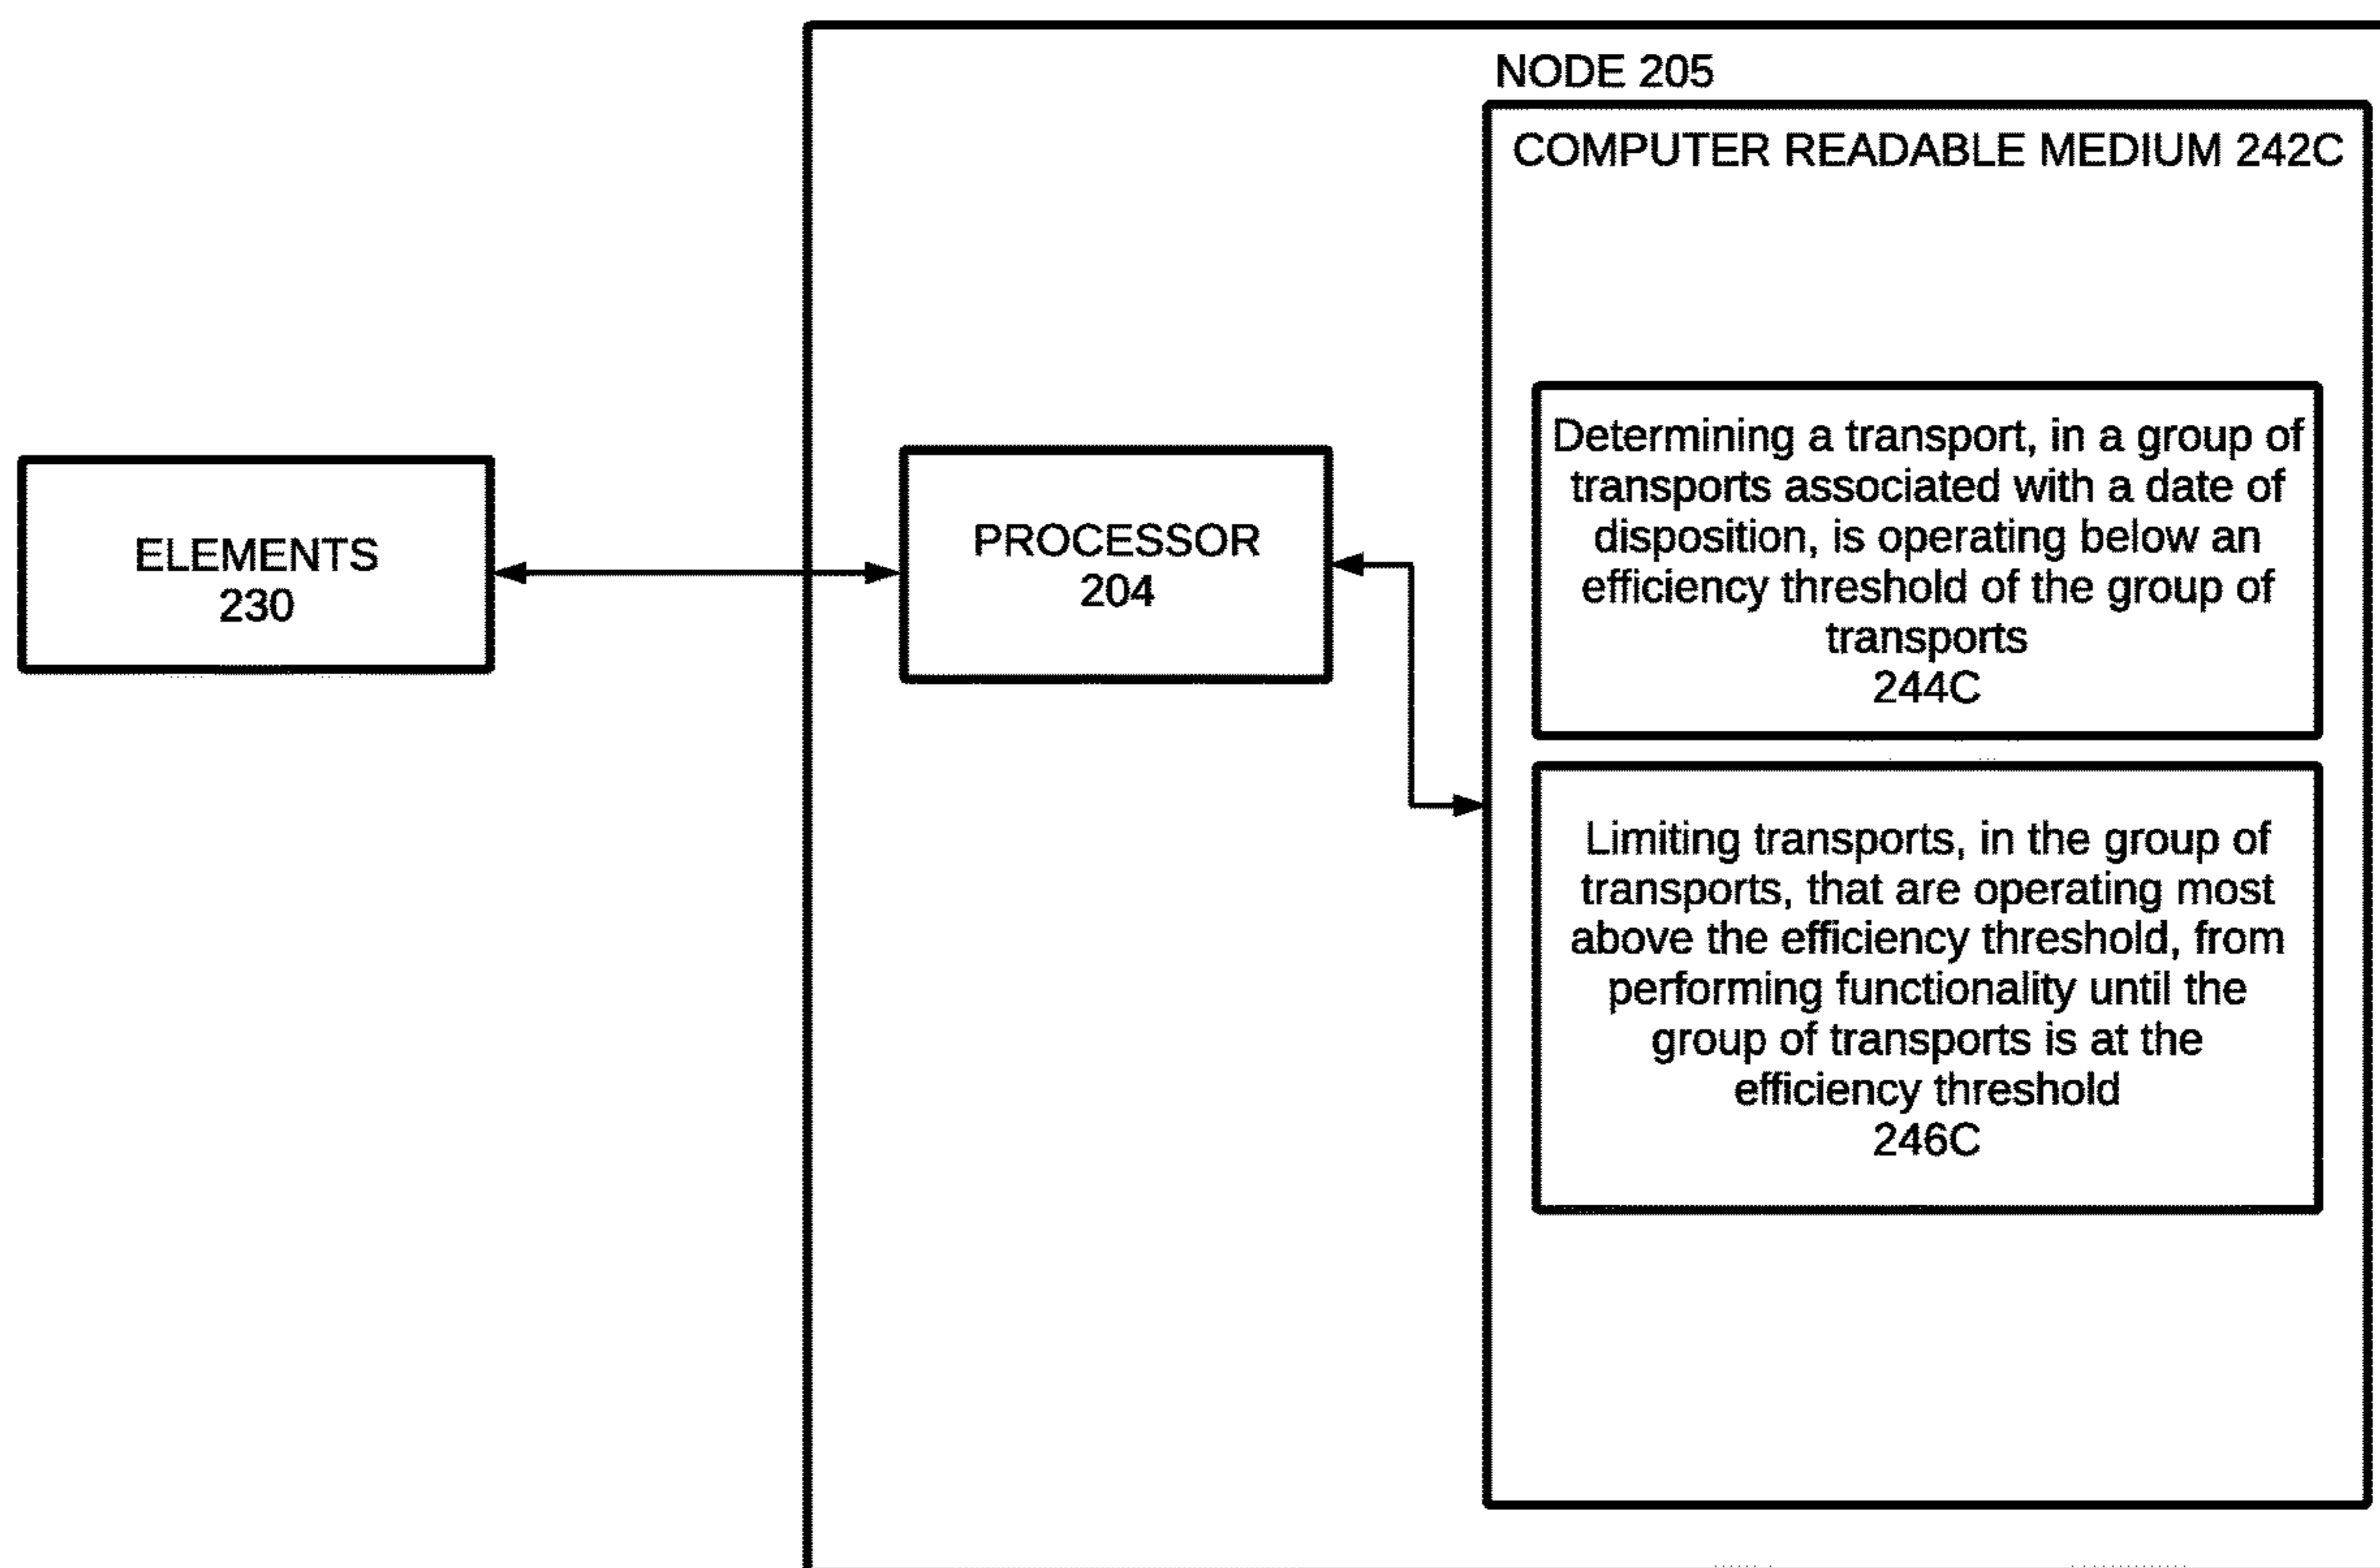 NODE 205
COMPUTER READABLE MEDIUM 242C
ELEMENTS
230
PROCESSOR
204
Determining a transport, in a group of
transports associated with a date of
disposition, is operating below an
efficiency threshold of the group of
transports
244C
Limiting transports, in the group of
transports, that are operating most
above the efficiency threshold, from
performing functionality until the
group of transports is at the
efficiency threshold
246C